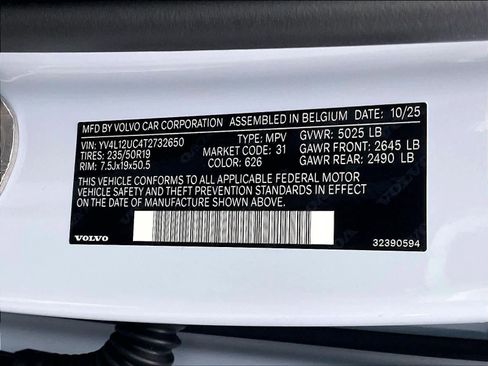 MFD BY VOLVO CAR CORPORATION ASSEMBLED IN BELGIUM DATE: 10/25
VIN: YV4L12UC4T2732650 TYPE: MPV GVWR: 5025 LB
TIRES: 235/50R19 MARKET CODE: 31 GAWR FRONT: 2645 LB
RIM: 7.5Jx19x50.5 COLOR: 626 GAWR REAR: 2490 LB
THIS VEHICLE CONFORMS TO ALL APPLICABLE FEDERAL MOTOR
VEHICLE SAFETY AND THEFT PREVENTION STANDARDS IN EFFECT
ON THE DATE OF MANUFACTURE SHOWN ABOVE.
VOLVO 32390594